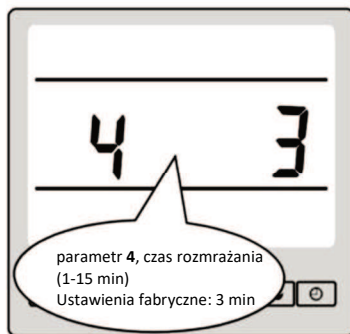 4 3
parametr 4, czas rozmrażania
(1-15 min)
Ustawienia fabryczne: 3 min